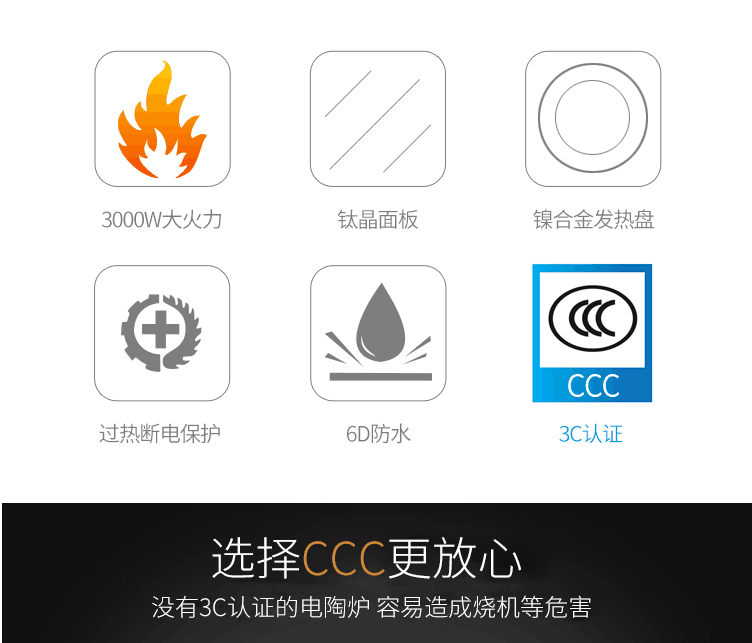 3000W大火力
钛晶面板
镍合金发热盘
CCC
过热断电保护
6D防水
3C认证
选择CCC更放心
没有3C认证的电陶炉 容易造成烧机等危害